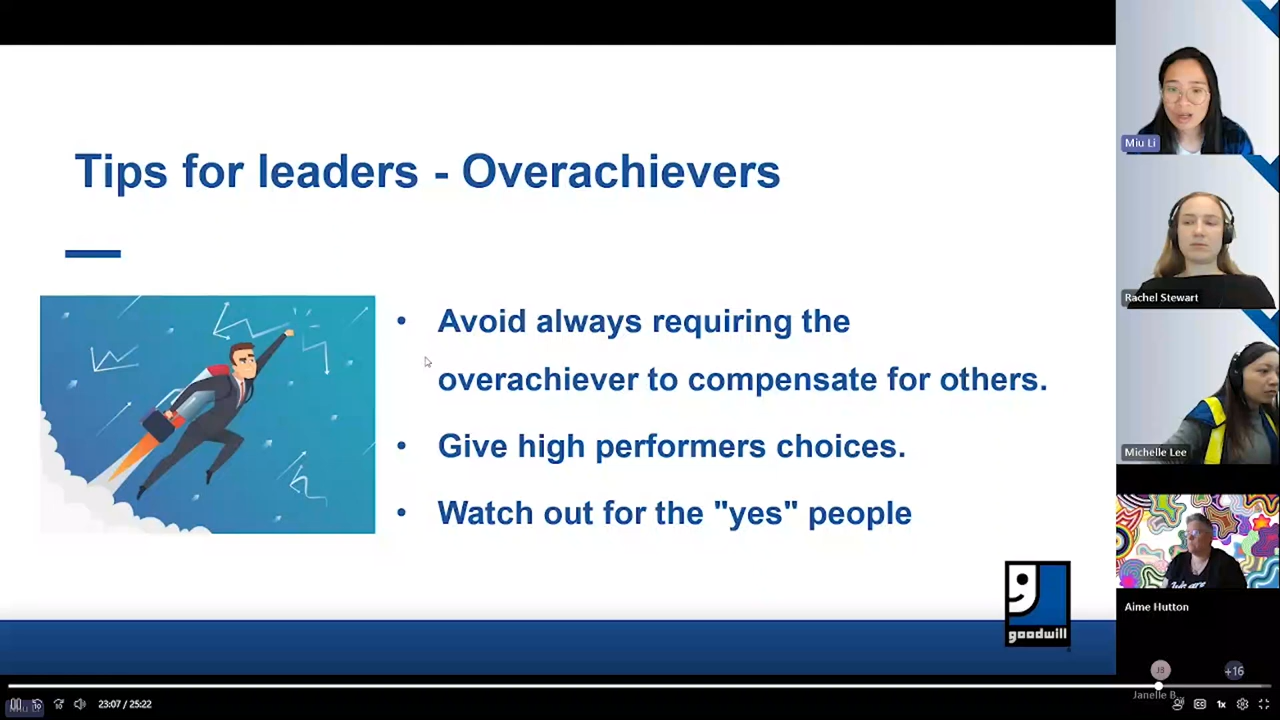 Tips for leaders - Overachievers
• Avoid always requiring the
overachiever to compensate for others.
• Give high performers choices.
• Watch out for the "yes" people
goodwill
Miu Li
Rachel Stewart
Michelle Lee
Aime Hutton
JB
+16
Janelle B...
23:07 / 25:22
1x